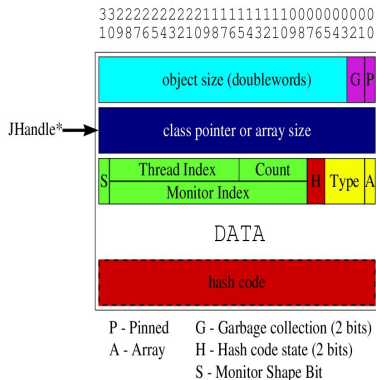 33222222222211111111110000000000
10987654321098765432109876543210
object size (doublewords) G P
JHandle* class pointer or array size
S Thread Index Count H Type A
Monitor Index
DATA
hash code
P - Pinned G - Garbage collection (2 bits)
A - Array H - Hash code state (2 bits)
S - Monitor Shape Bit